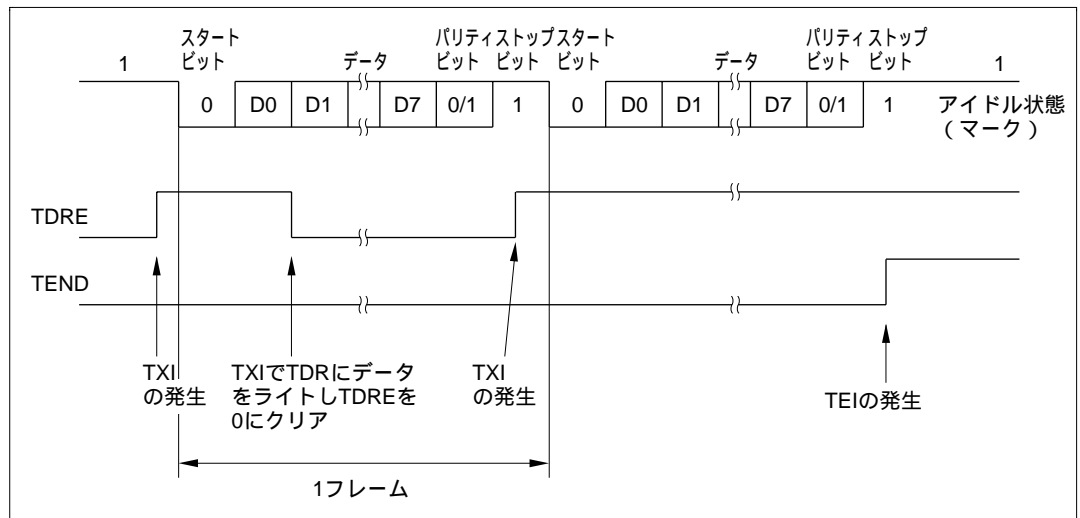 スタート パリティ ストップ スタート パリティ ストップ
1 ビット データ ビット ビット ビット データ ビット ビット 1
0 D0 D1 D7 0/1 1 0 D0 D1 D7 0/1 1 アイドル状態
(マーク)
TDRE
TEND
TXI
の発生
TXIでTDRにデータ
をライトしTDREを
0にクリア
TXI
の発生
TEIの発生
1フレーム